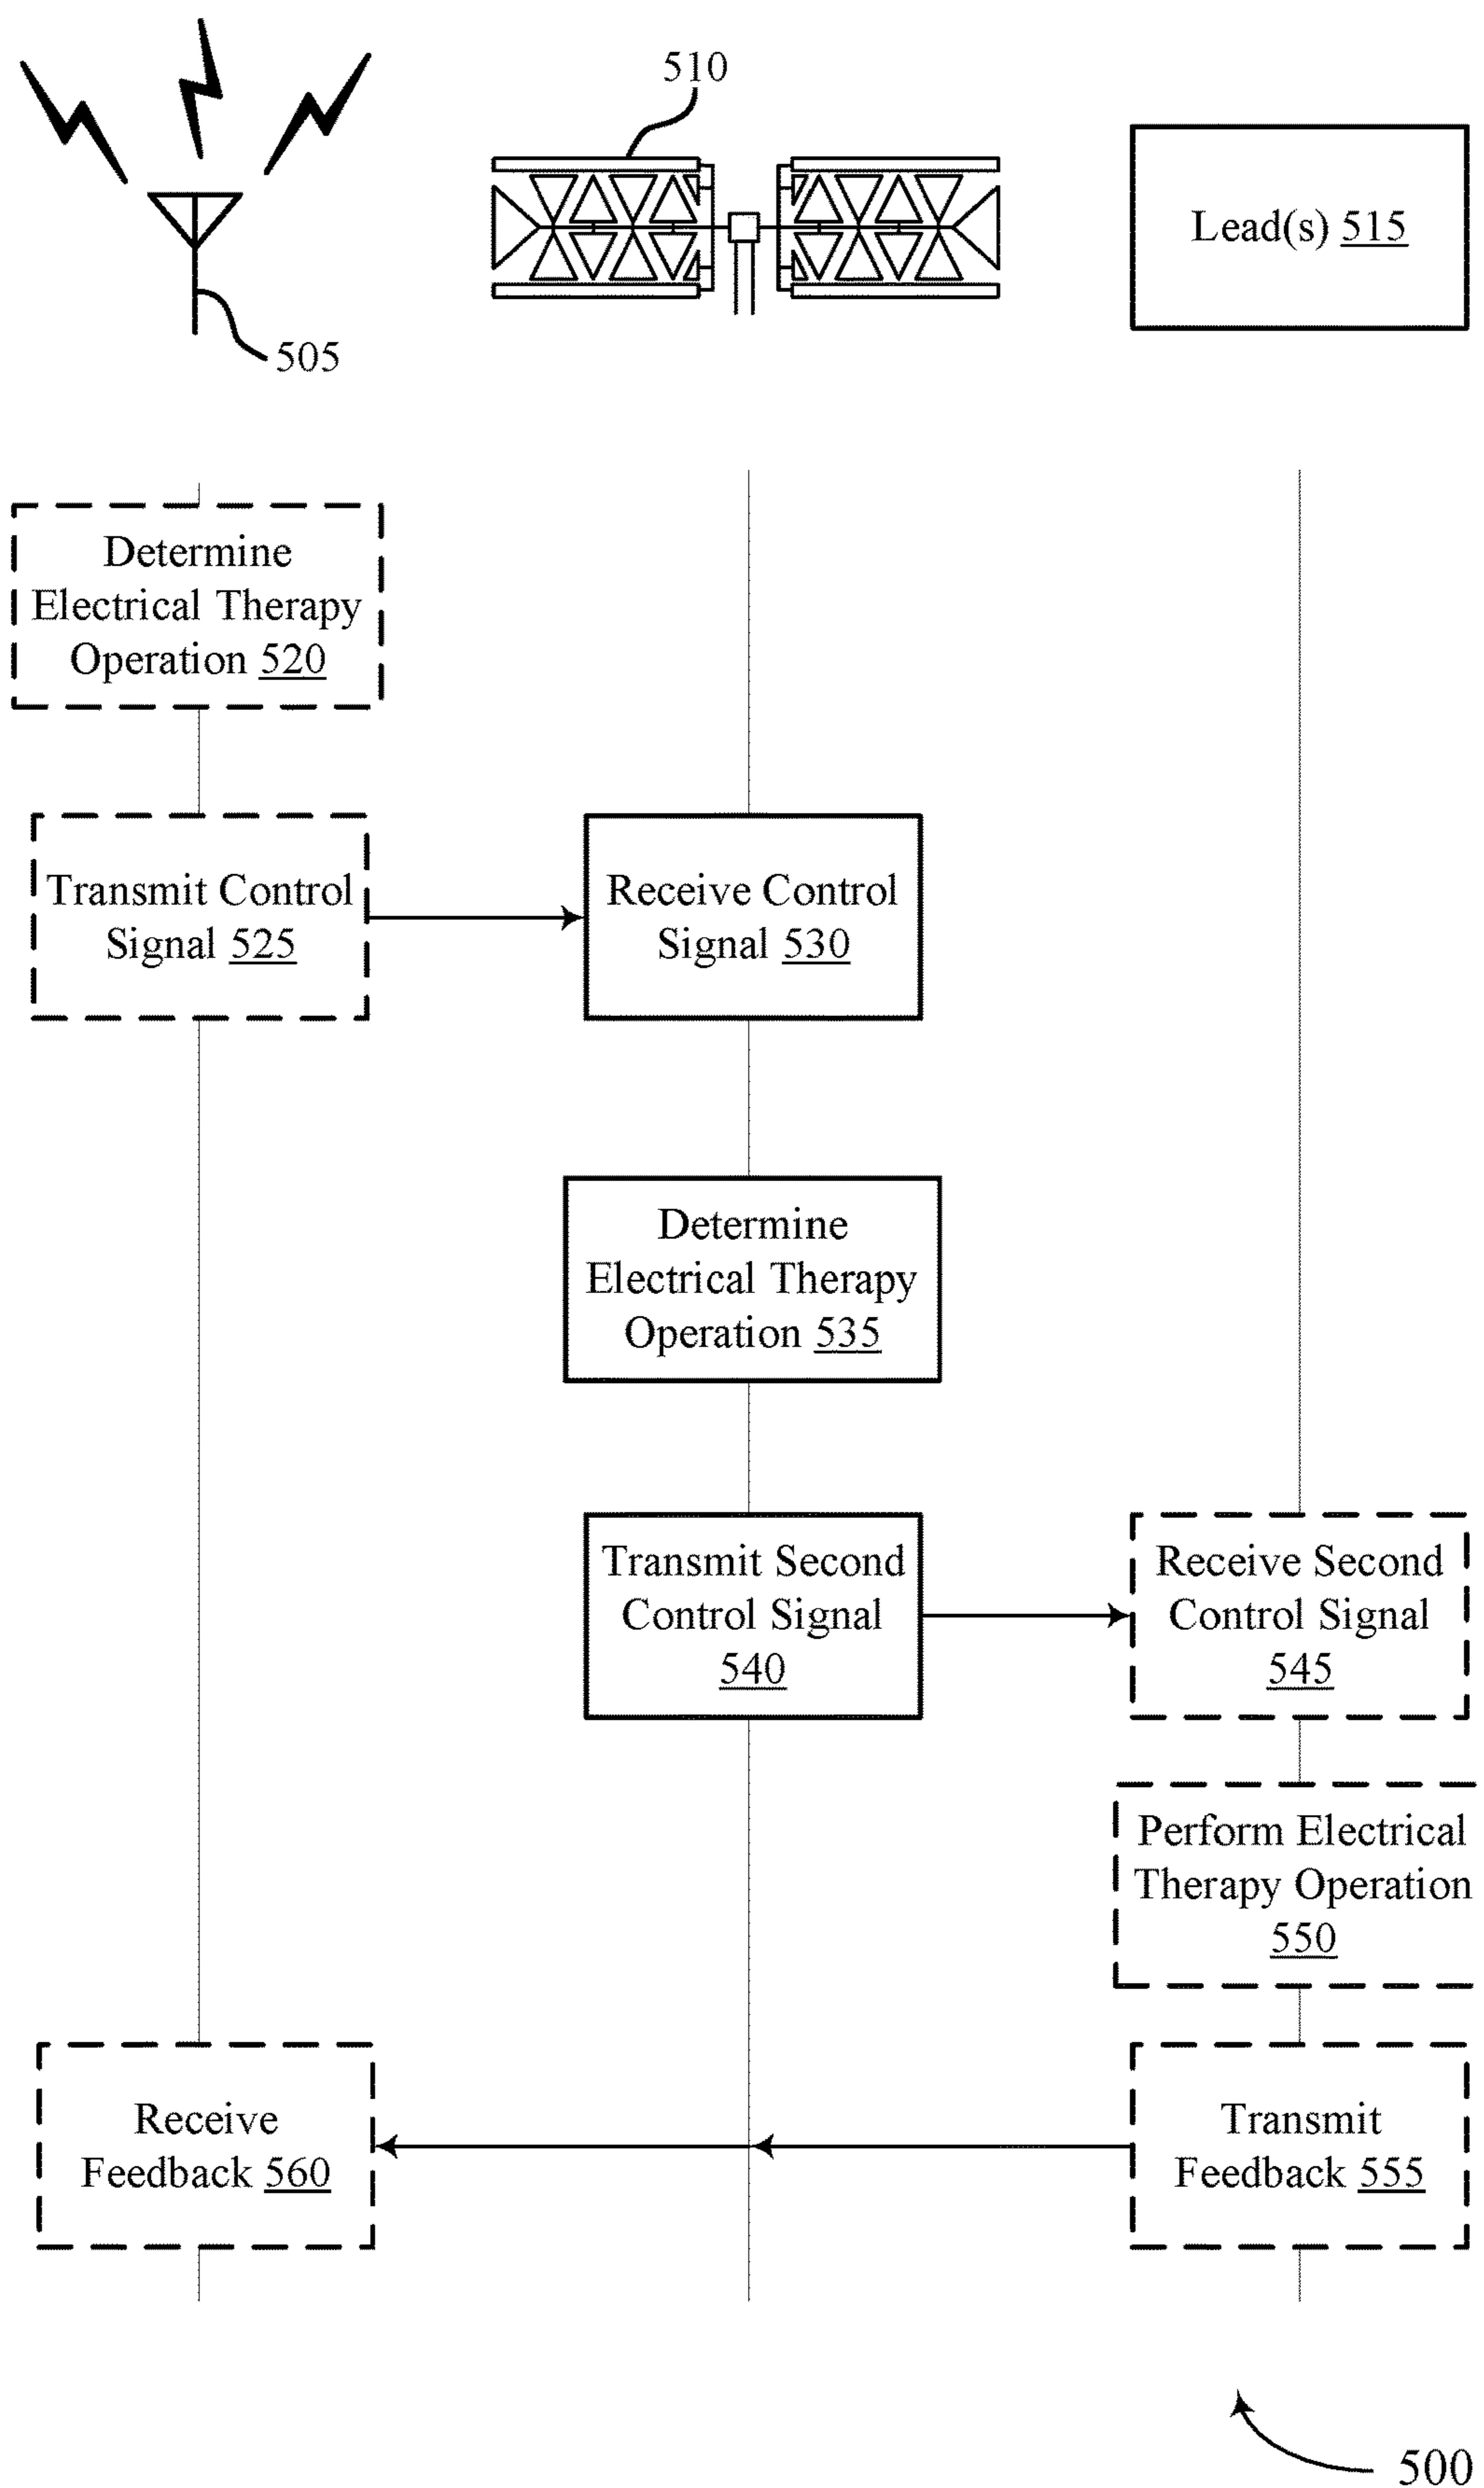 510
Lead(s) 515
505
Determine
Electrical Therapy
Operation 520
Transmit Control
Signal 525
Receive Control
Signal 530
Determine
Electrical Therapy
Operation 535
Transmit Second
Control Signal
540
Receive Second
Control Signal
545
Perform Electrical
Therapy Operation
550
Receive
Feedback 560
Transmit
Feedback 555
500